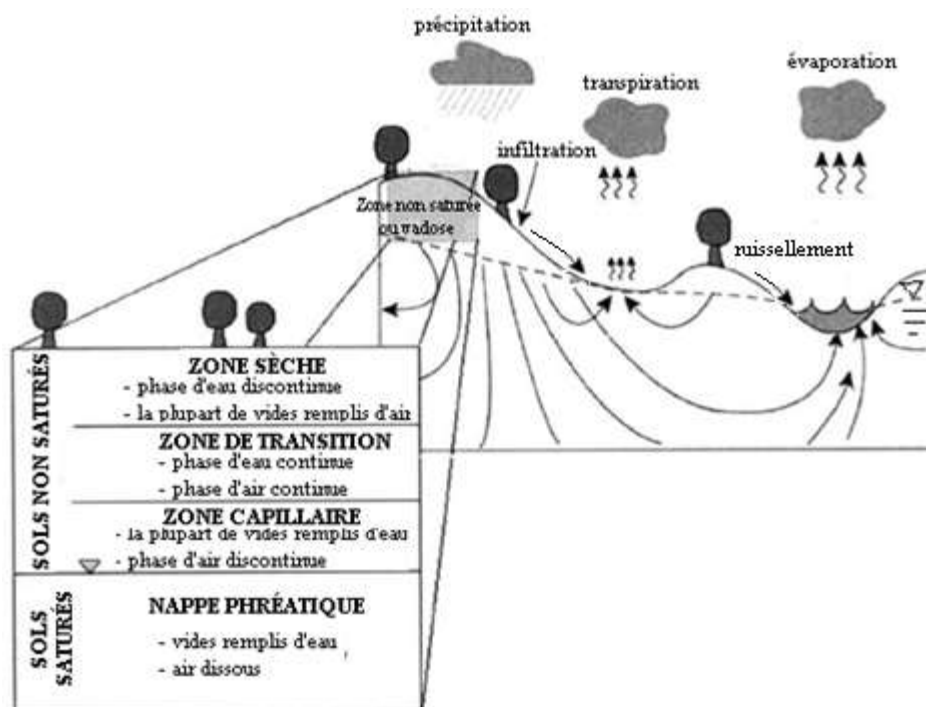 précipitation
évaporation
transpiration
infiltration
Zone non saturée
ou vadose
ruissellement
SOLS NON SATURÉS
ZONE SÈCHE
- phase d'eau discontinue
- la plupart de vides remplis d'air
ZONE DE TRANSITION
- phase d'eau continue
- phase d'air continue
ZONE CAPILLAIRE
- la plupart de vides remplis d'eau
- phase d'air discontinue
SOLS
SATURÉS
NAPPE PHRÉATIQUE
- vides remplis d'eau
- air dissous